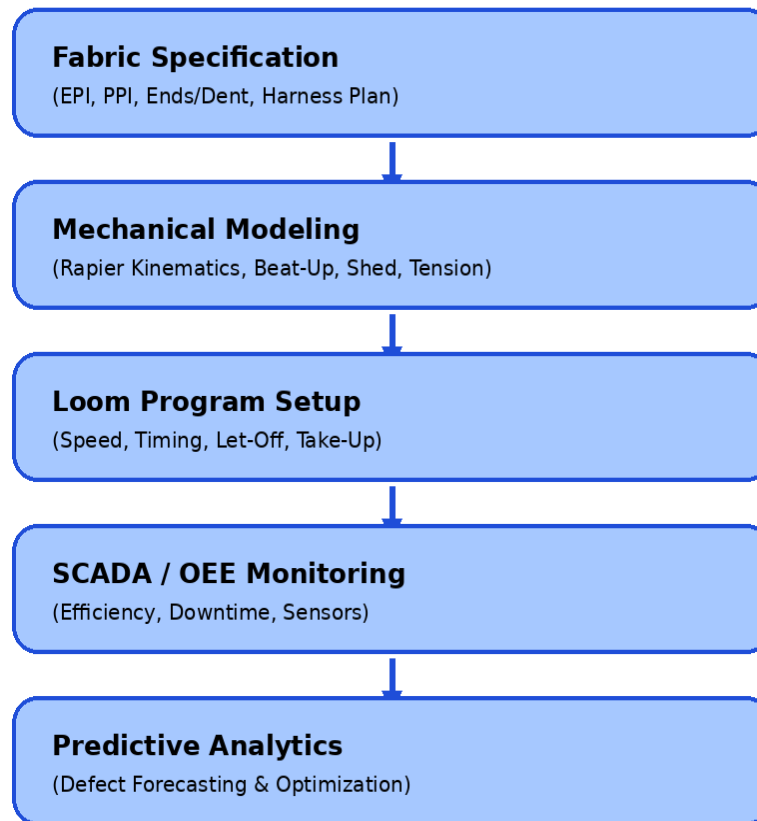 Fabric Specification
(EPI, PPI, Ends/Dent, Harness Plan)
Mechanical Modeling
(Rapier Kinematics, Beat-Up, Shed, Tension)
Loom Program Setup
(Speed, Timing, Let-Off, Take-Up)
SCADA / OEE Monitoring
(Efficiency, Downtime, Sensors)
Predictive Analytics
(Defect Forecasting & Optimization)